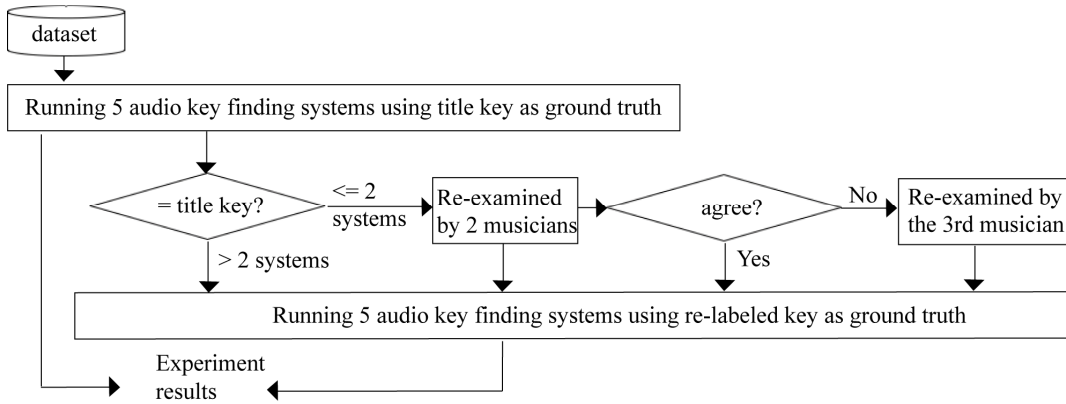 dataset
Running 5 audio key finding systems using title key as ground truth
= title key?
<= 2
systems
Re-examined
by 2 musicians
agree?
No
Re-examined by
the 3rd musician
> 2 systems
Yes
Running 5 audio key finding systems using re-labeled key as ground truth
Experiment
results